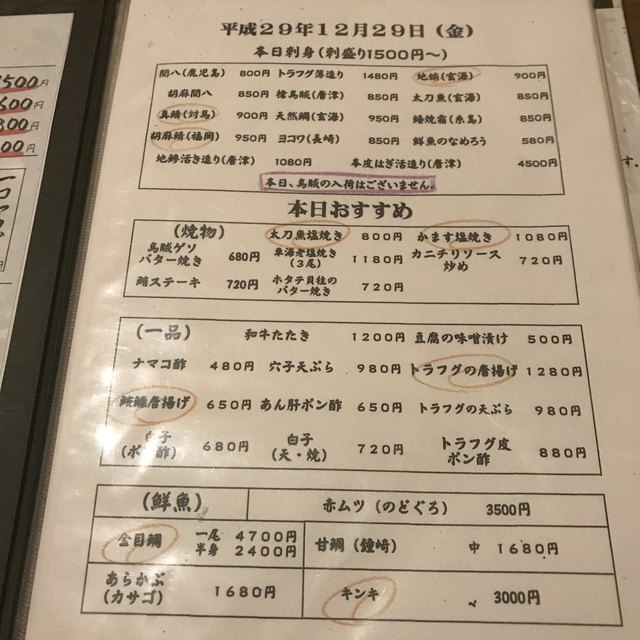 平成29年12月29日（金）
本日刺身（刺盛り1500円〜）
間八（鹿児島） 800円 トラフグ薄造り 1480円 地蛸（玄海） 900円
胡麻間八 850円 槍烏賊（唐津） 850円 太刀魚（玄海） 850円
真鯖（対馬） 900円 天然鯛（玄海） 950円 焼霜（糸島） 850円
胡麻鯖（福岡） 950円 ヨコワ（長崎） 850円 鮮魚のなめろう 580円
地鯵活き造り（唐津） 1080円 本皮はぎ活造り（唐津） 4500円
本日、烏賊の入荷はございません。
本日おすすめ
（焼物） 太刀魚塩焼き 800円 かます塩焼き 1080円
烏賊ゲソバター焼き 680円 車海老塩焼き（3尾） 1180円 カニチリソース炒め 720円
鮪ステーキ 720円 ホタテ貝柱のバター焼き 720円
（一品） 和牛たたき 1200円 豆腐の味噌漬け 500円
ナマコ酢 480円 穴子天ぷら 980円 トラフグの唐揚げ 1280円
鮟鱇唐揚げ 650円 あん肝ポン酢 650円 トラフグの天ぷら 980円
白子（ポン酢） 680円 白子（天・焼） 720円 トラフグ皮ポン酢 880円
（鮮魚） 赤ムツ（のどぐろ） 3500円
金目鯛 一尾 4700円 半身 2400円 甘鯛（鐘崎） 中 1680円
あらかぶ（カサゴ） 1680円 キンキ 3000円